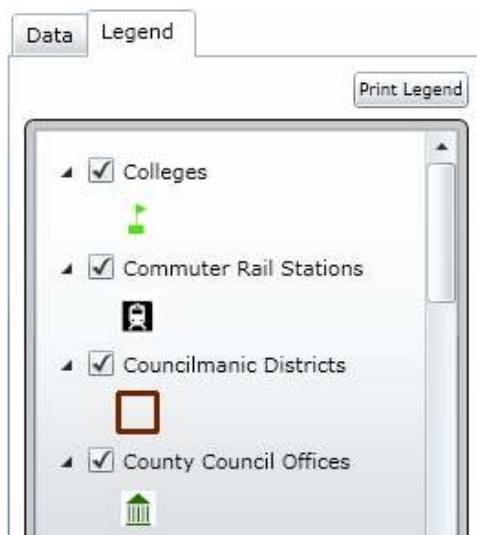 Data Legend
Print Legend
Colleges
Commuter Rail Stations
Councilmanic Districts
County Council Offices